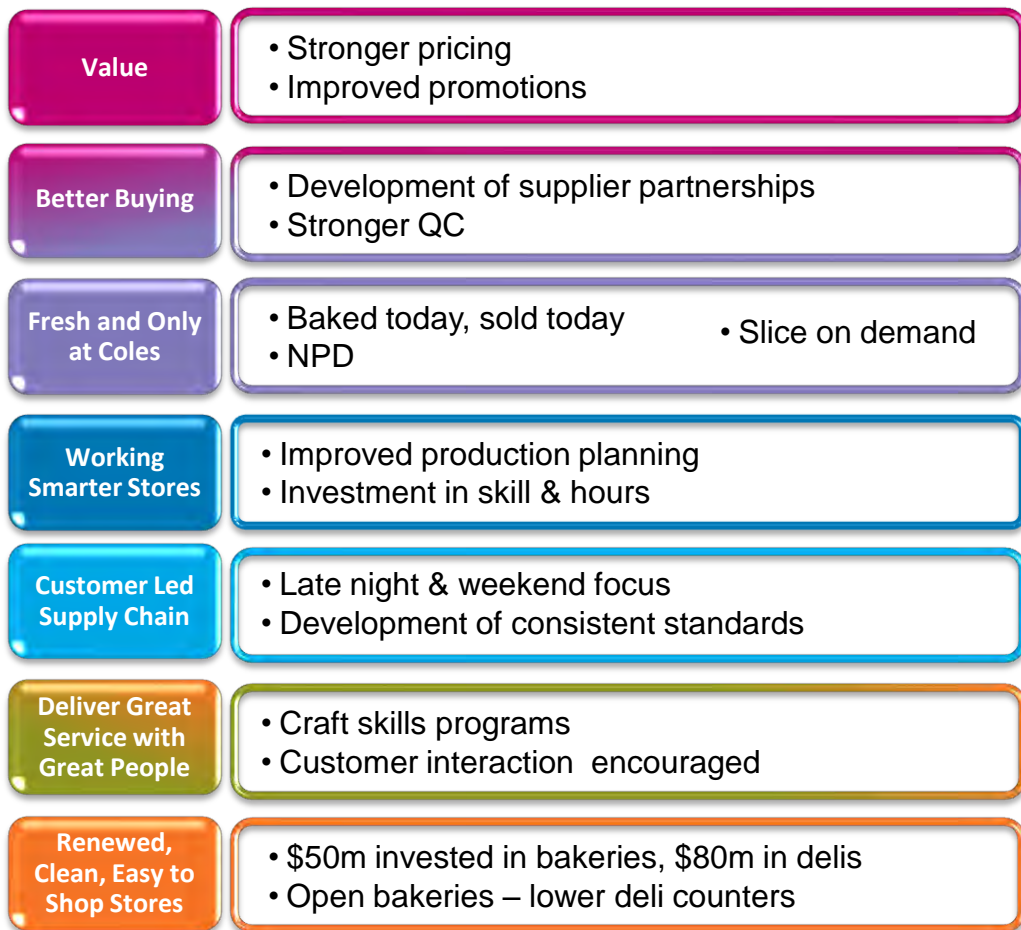 Value
• Stronger pricing
• Improved promotions
Better Buying
• Development of supplier partnerships
• Stronger QC
Fresh and Only
at Coles
• Baked today, sold today
• NPD
• Slice on demand
Working
Smarter Stores
• Improved production planning
• Investment in skill & hours
Customer Led
Supply Chain
• Late night & weekend focus
• Development of consistent standards
Deliver Great
Service with
Great People
• Craft skills programs
• Customer interaction  encouraged
Renewed,
Clean, Easy to
Shop Stores
• $50m invested in bakeries, $80m in delis
• Open bakeries – lower deli counters